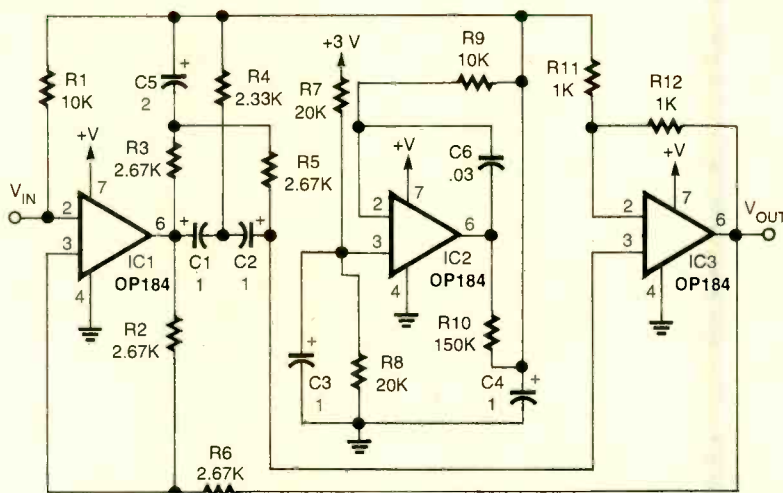 R1
10K
C5
+
2
R4
2.33K
+3 V
R7
20K
R9
10K
R11
1K
R12
1K
R3
2.67K
R5
2.67K
C6
.03
+V
+V
+V
V IN
2
3
7
6
4
IC1
OP184
+
C1
1
C2
1
+
2
3
7
6
4
IC2
OP184
2
3
7
6
4
IC3
OP184
V OUT
R2
2.67K
+
C3
1
R8
20K
R10
150K
C4
1
+
R6
2.67K